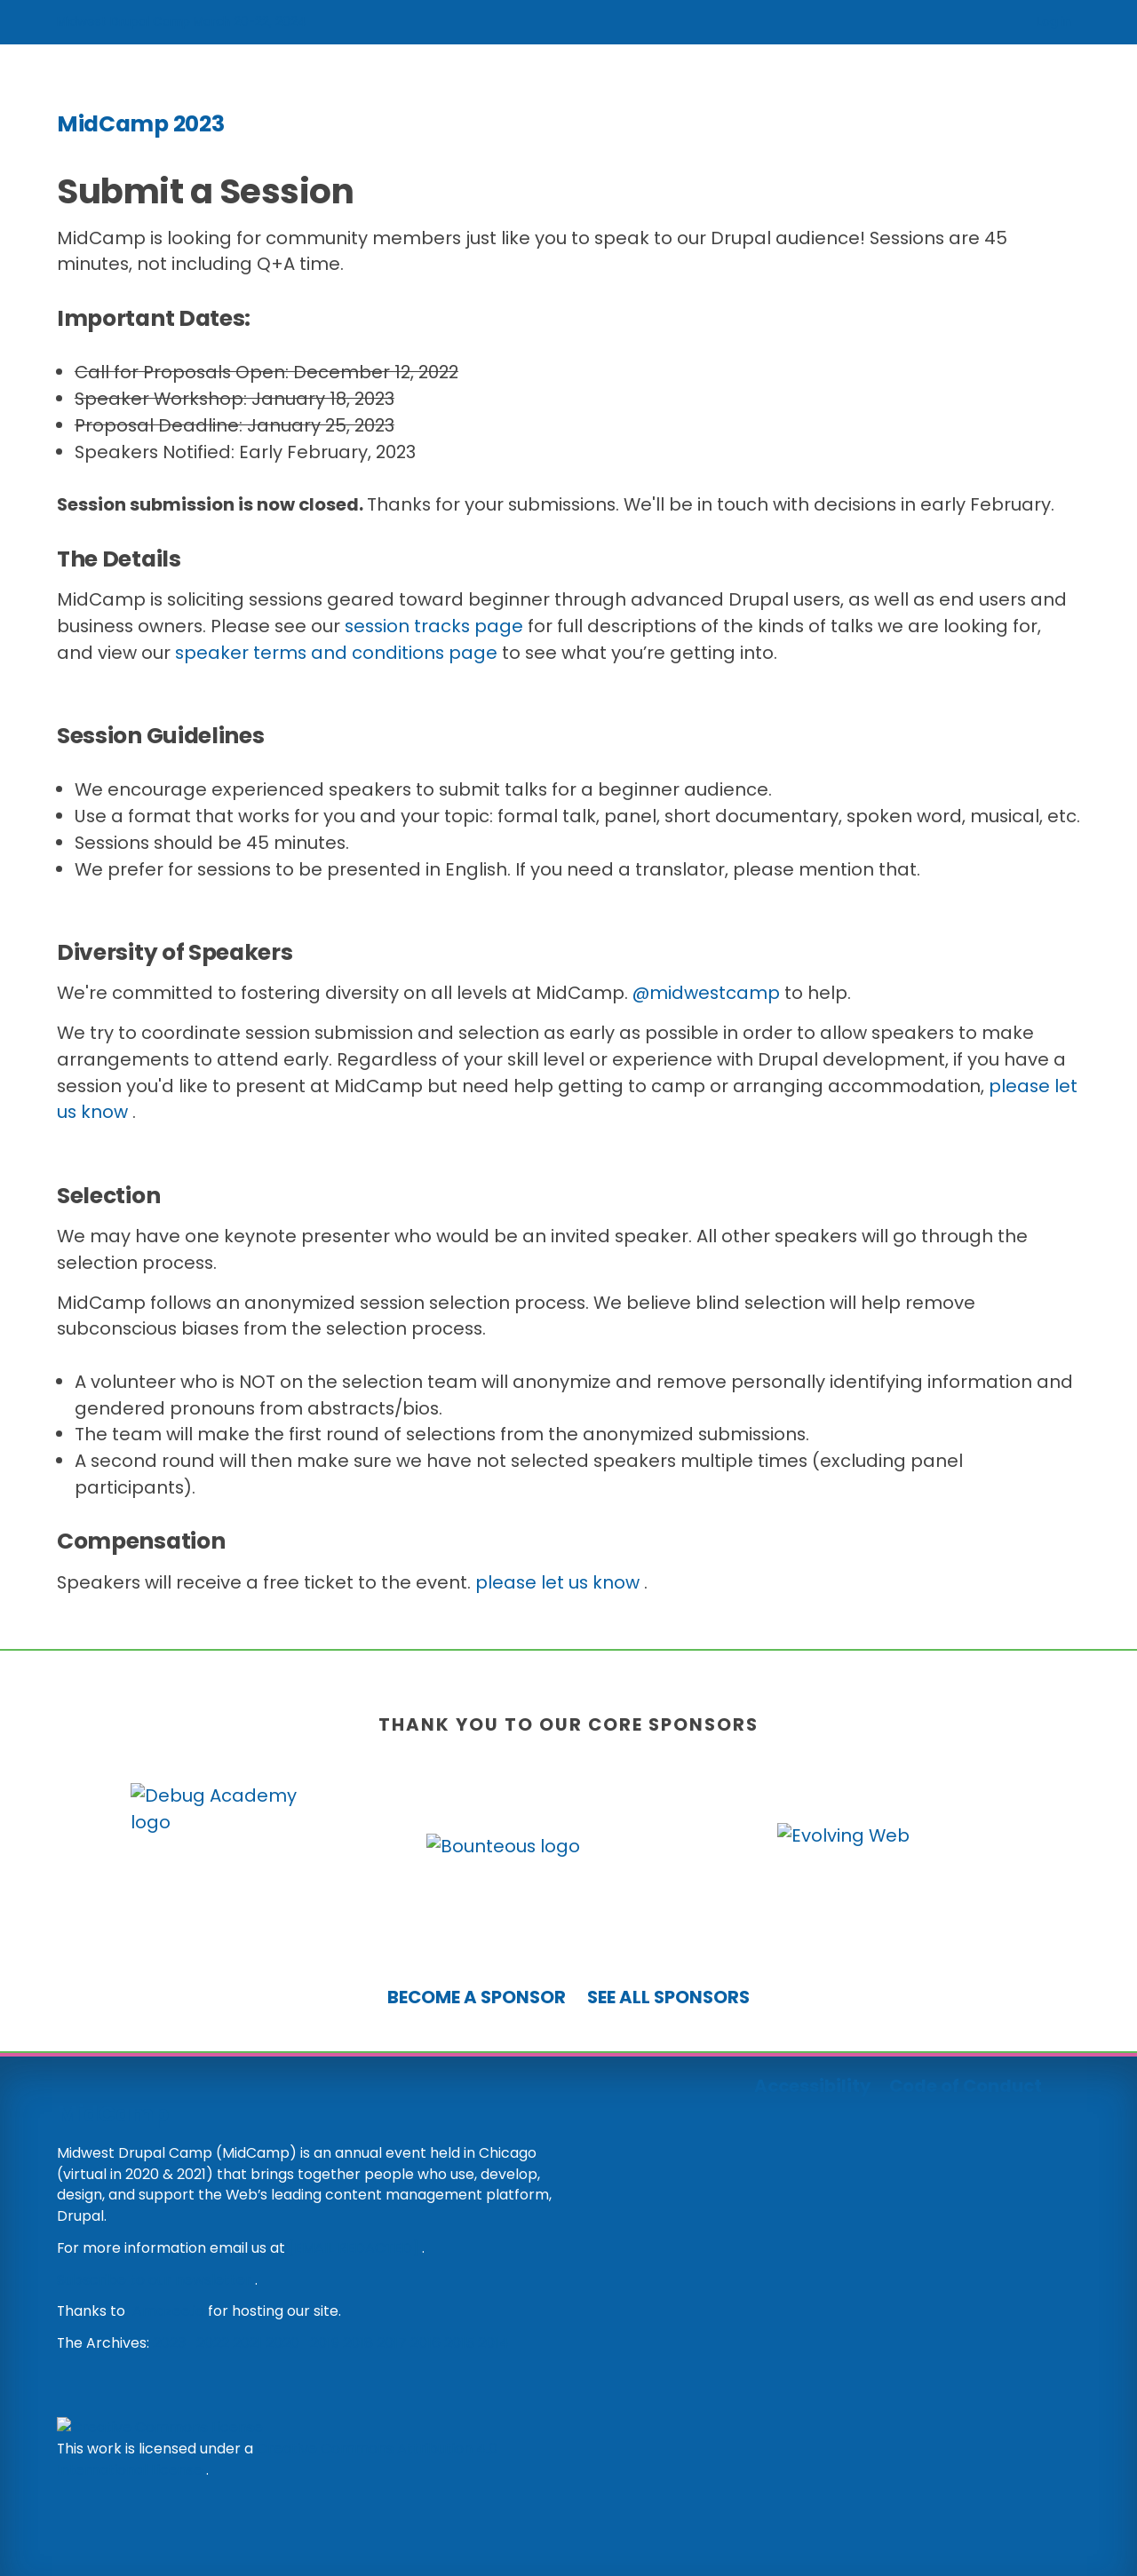 MidCamp 2023
Submit a Session
MidCamp is looking for community members just like you to speak to our Drupal audience! Sessions are 45
minutes, not including Q+A time.
Important Dates:
Call for Proposals Open: December 12, 2022
Speaker Workshop: January 18, 2023
Proposal Deadline: January 25, 2023
Speakers Notified: Early February, 2023
Session submission is now closed. Thanks for your submissions. We'll be in touch with decisions in early February.
The Details
MidCamp is soliciting sessions geared toward beginner through advanced Drupal users, as well as end users and
business owners. Please see our session tracks page for full descriptions of the kinds of talks we are looking for,
and view our speaker terms and conditions page to see what you’re getting into.
Session Guidelines
We encourage experienced speakers to submit talks for a beginner audience.
Use a format that works for you and your topic: formal talk, panel, short documentary, spoken word, musical, etc.
Sessions should be 45 minutes.
We prefer for sessions to be presented in English. If you need a translator, please mention that.
Diversity of Speakers
We're committed to fostering diversity on all levels at MidCamp. @midwestcamp to help.
We try to coordinate session submission and selection as early as possible in order to allow speakers to make
arrangements to attend early. Regardless of your skill level or experience with Drupal development, if you have a
session you'd like to present at MidCamp but need help getting to camp or arranging accommodation, please let
us know .
Selection
We may have one keynote presenter who would be an invited speaker. All other speakers will go through the
selection process.
MidCamp follows an anonymized session selection process. We believe blind selection will help remove
subconscious biases from the selection process.
A volunteer who is NOT on the selection team will anonymize and remove personally identifying information and
gendered pronouns from abstracts/bios.
The team will make the first round of selections from the anonymized submissions.
A second round will then make sure we have not selected speakers multiple times (excluding panel
participants).
Compensation
Speakers will receive a free ticket to the event. please let us know .
THANK YOU TO OUR CORE SPONSORS
Debug Academy
logo
Bounteous logo
Evolving Web
BECOME A SPONSOR SEE ALL SPONSORS
Accessibility Code of Conduct
Midwest Drupal Camp (MidCamp) is an annual event held in Chicago
(virtual in 2020 & 2021) that brings together people who use, develop,
design, and support the Web’s leading content management platform,
Drupal.
For more information email us at .
.
Thanks to for hosting our site.
The Archives:
This work is licensed under a
.